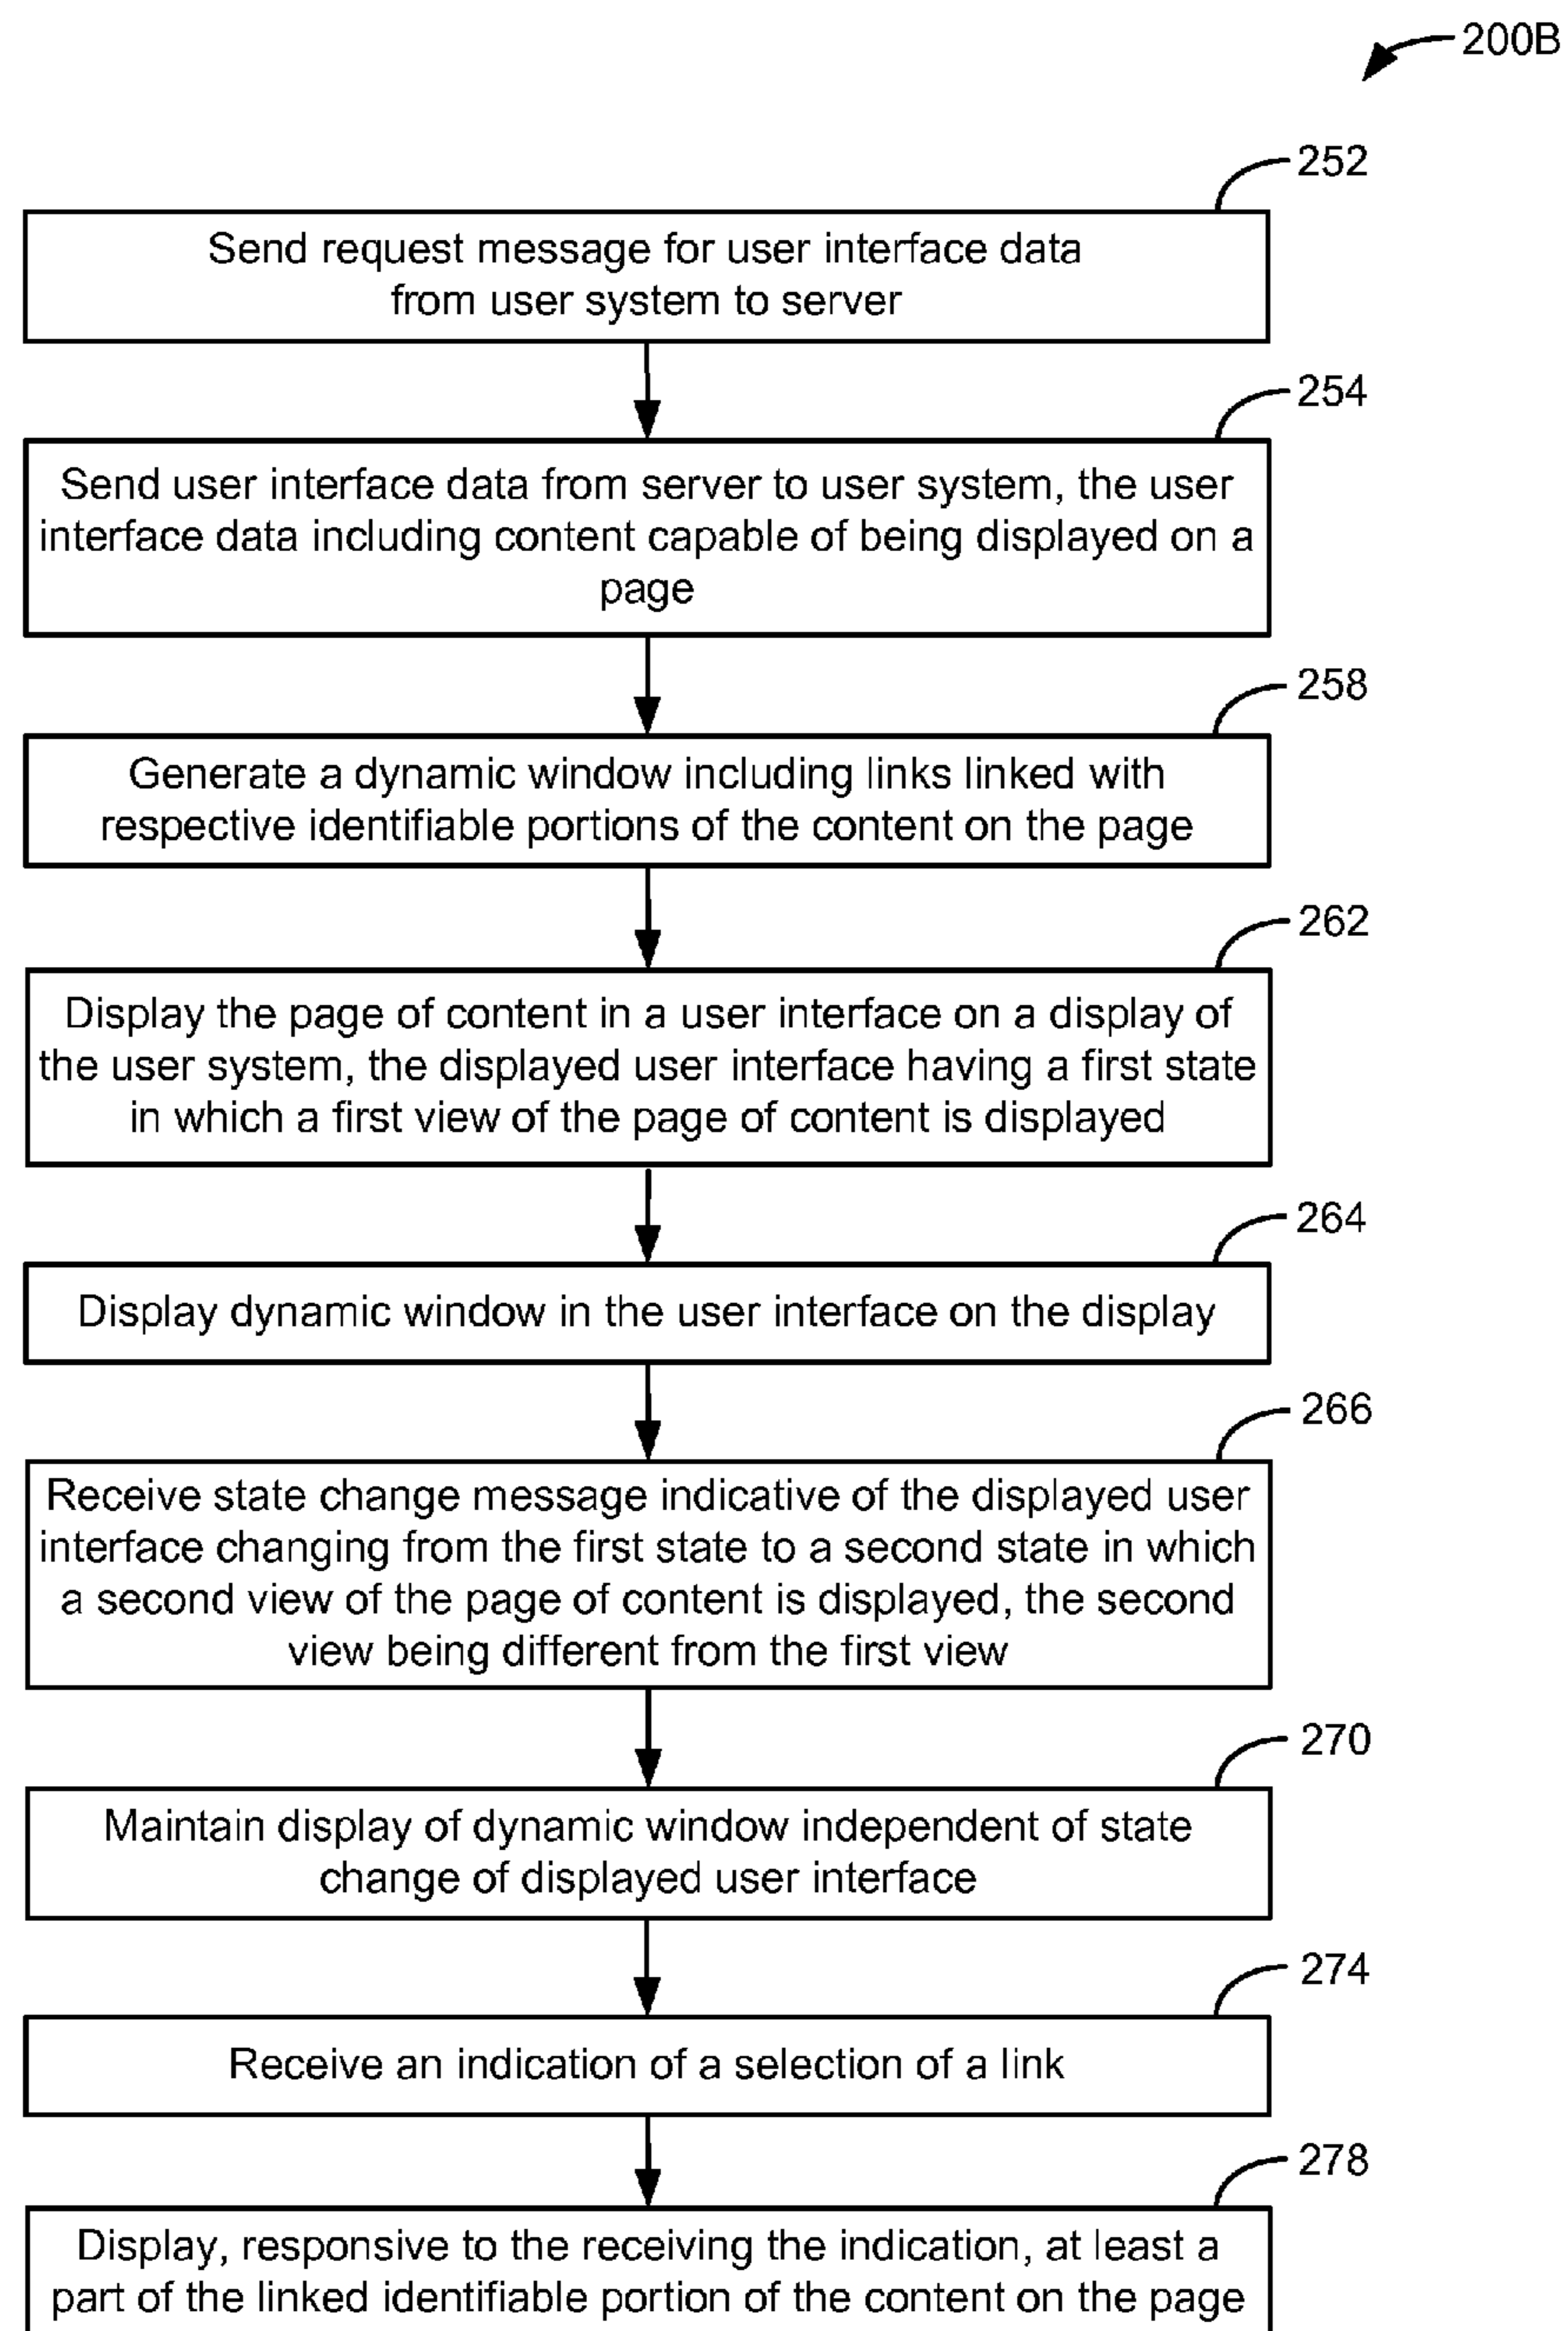 200B
252
Send request message for user interface data
from user system to server
254
Send user interface data from server to user system, the user
interface data including content capable of being displayed on a
page
258
Generate a dynamic window including links linked with
respective identifiable portions of the content on the page
262
Display the page of content in a user interface on a display of
the user system, the displayed user interface having a first state
in which a first view of the page of content is displayed
264
Display dynamic window in the user interface on the display
266
Receive state change message indicative of the displayed user
interface changing from the first state to a second state in which
a second view of the page of content is displayed, the second
view being different from the first view
270
Maintain display of dynamic window independent of state
change of displayed user interface
274
Receive an indication of a selection of a link
278
Display, responsive to the receiving the indication, at least a
part of the linked identifiable portion of the content on the page